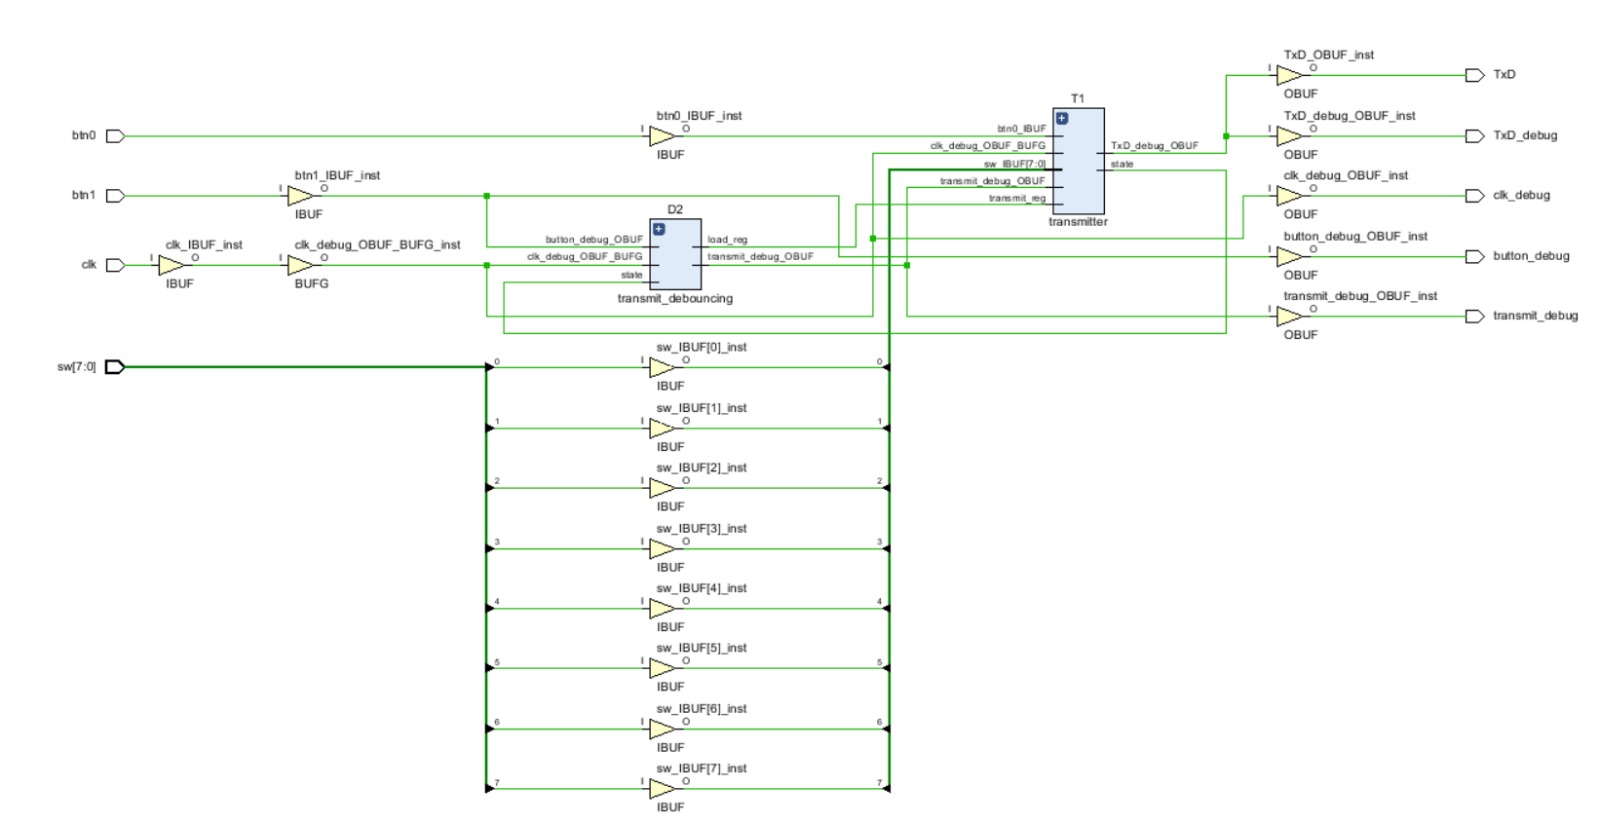 TxD_OBUF_inst
I
O
TxD
OBUF
T1
btn0_IBUF_inst
TxD_debug_OBUF_inst
btn0
I
O
btn0_IBUF
I
O
TxD_debug
IBUF
clk_debug_OBUF_BUFG
TxD_debug_OBUF
OBUF
sw_IBUF[7:0]
state
btn1_IBUF_inst
transmit_debug_OBUF
clk_debug_OBUF_inst
btn1
I
O
transmit_reg
I
O
clk_debug
IBUF
D2
transmitter
OBUF
clk_IBUF_inst
clk_debug_OBUF_BUFG_inst
button_debug_OBUF
load_reg
button_debug_OBUF_inst
clk
I
O
I
O
clk_debug_OBUF_BUFG
transmit_debug_OBUF
I
O
button_debug
IBUF
BUFG
state
OBUF
transmit_debouncing
transmit_debug_OBUF_inst
I
O
transmit_debug
OBUF
sw_IBUF[0]_inst
sw[7:0]
0
I
O
0
IBUF
sw_IBUF[1]_inst
1
I
O
1
IBUF
sw_IBUF[2]_inst
2
I
O
2
IBUF
sw_IBUF[3]_inst
3
I
O
3
IBUF
sw_IBUF[4]_inst
4
I
O
4
IBUF
sw_IBUF[5]_inst
5
I
O
5
IBUF
sw_IBUF[6]_inst
6
I
O
6
IBUF
sw_IBUF[7]_inst
7
I
O
7
IBUF